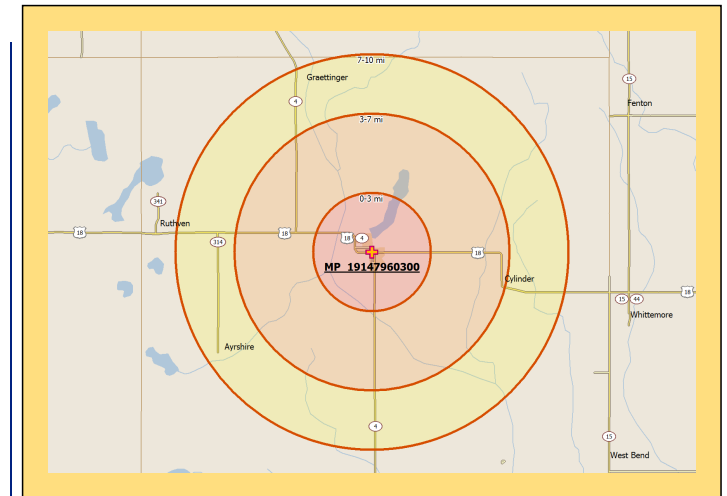 7-10 mi
Graettinger
15
4
Fenton
3-7 mi
0-3 mi
341
Ruthven
18
314
18
18
4
18
MP 19147960300
Cylinder
15
44
18
Whittemore
Ayrshire
4
15
West Bend